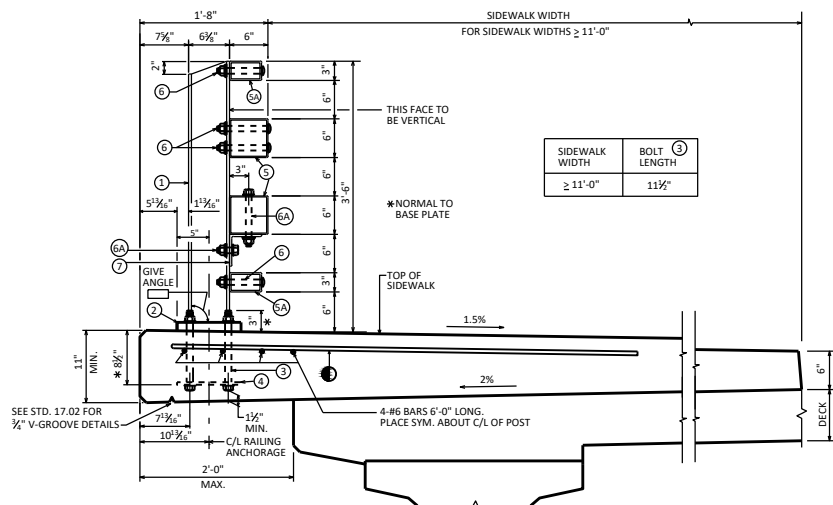 1'-8"
SIDEWALK WIDTH
FOR SIDEWALK WIDTHS ≥ 11'-0"
7⅝"
6⅜"
6"
2"
3"
6
5A
6"
THIS FACE TO
BE VERTICAL
6
6"
5
SIDEWALK
WIDTH
BOLT
LENGTH
3
≥ 11'-0"
11½"
1
3"
6"
3'-6"
5 13/16"
1 13/16"
*NORMAL TO
BASE PLATE
6"
6A
5"
6A
7
6
6"
GIVE
ANGLE
3"
5A
TOP OF
SIDEWALK
2
3"
*
6"
1.5%
11"
MIN.
* 8½"
3
4
2%
6"
DECK
SEE STD. 17.02 FOR
¾" V-GROOVE DETAILS
7 13/16"
1½"
MIN.
4-#6 BARS 6'-0" LONG.
PLACE SYM. ABOUT C/L OF POST
10 13/16"
C/L RAILING
ANCHORAGE
2'-0"
MAX.